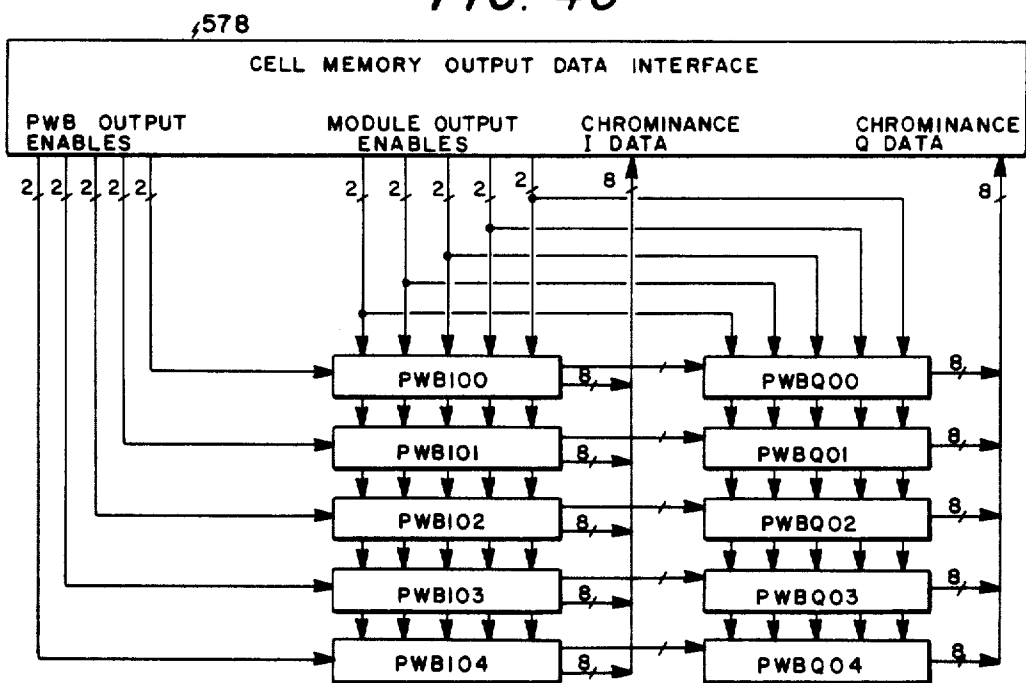 FIG. 46
578
CELL MEMORY OUTPUT DATA INTERFACE
PWB OUTPUT ENABLES
MODULE OUTPUT ENABLES
CHROMINANCE I DATA
CHROMINANCE Q DATA
2 2 2 2 2 2 2 2 2 2 8 8
PWBI00 8 PWBQ00 8
PWBI01 8 PWBQ01 8
PWBI02 8 PWBQ02 8
PWBI03 8 PWBQ03 8
PWBI04 8 PWBQ04 8